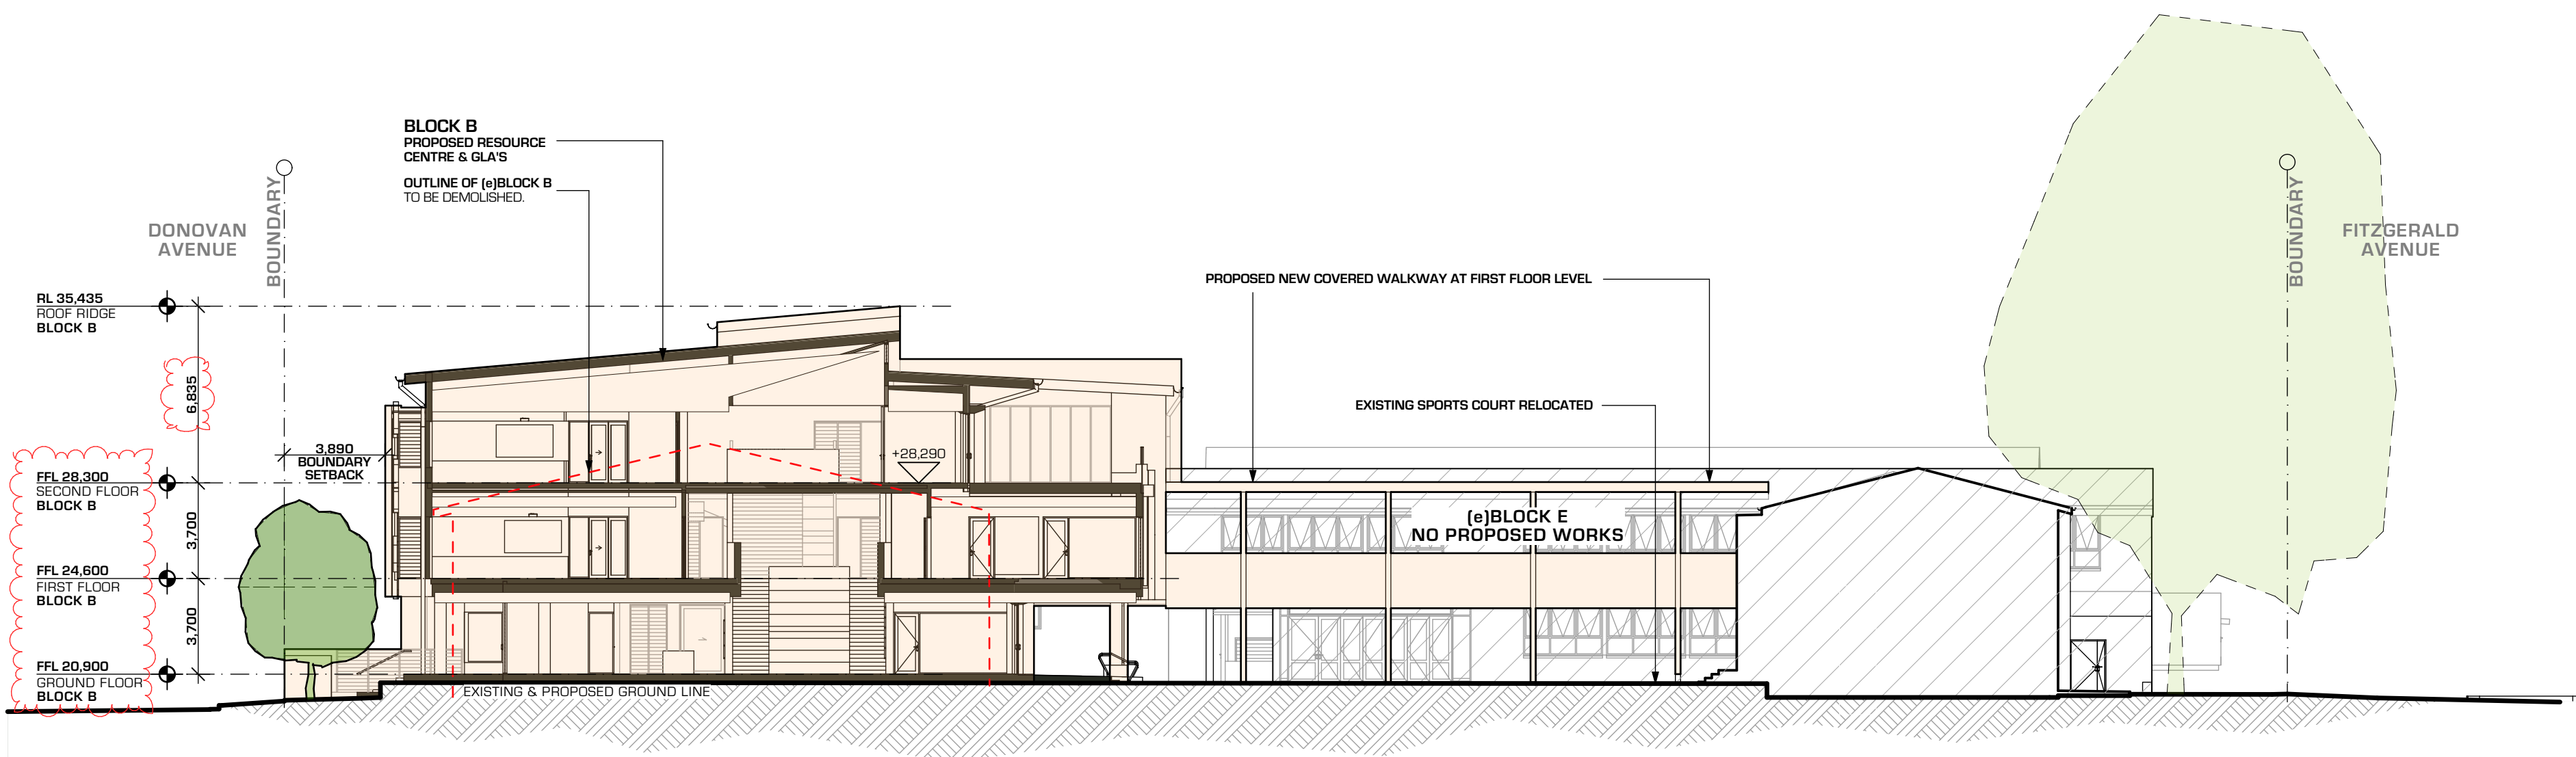 BLOCK B
PROPOSED RESOURCE
CENTRE & GLA'S
OUTLINE OF (e)BLOCK B
TO BE DEMOLISHED.
DONOVAN
AVENUE
BOUNDARY
BOUNDARY
FITZGERALD
AVENUE
PROPOSED NEW COVERED WALKWAY AT FIRST FLOOR LEVEL
RL 35,435
ROOF RIDGE
BLOCK B
6,835
EXISTING SPORTS COURT RELOCATED
3,890
BOUNDARY
SETBACK
+28,290
FFL 28,300
SECOND FLOOR
BLOCK B
3,700
(e)BLOCK E
NO PROPOSED WORKS
FFL 24,600
FIRST FLOOR
BLOCK B
3,700
FFL 20,900
GROUND FLOOR
BLOCK B
EXISTING & PROPOSED GROUND LINE